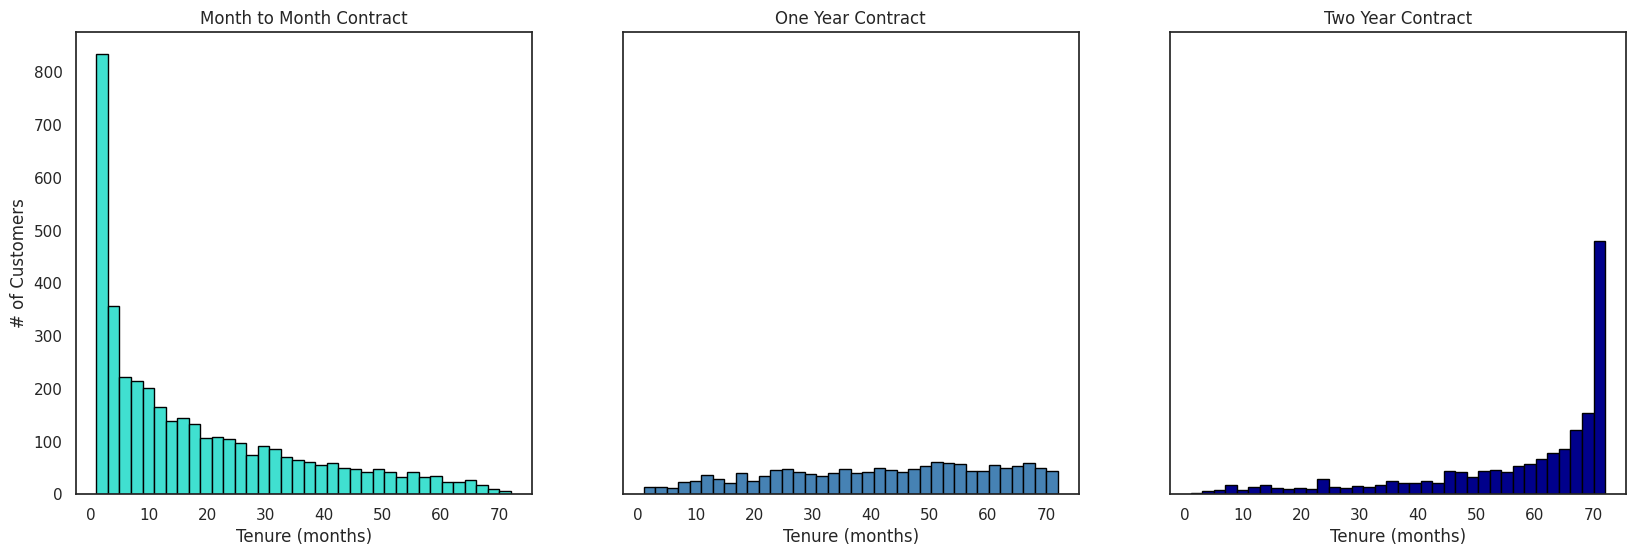 Month to Month Contract
One Year Contract
Two Year Contract
# of Customers
800
700
600
500
400
300
200
100
0
0 10 20 30 40 50 60 70
0 10 20 30 40 50 60 70
0 10 20 30 40 50 60 70
Tenure (months)
Tenure (months)
Tenure (months)